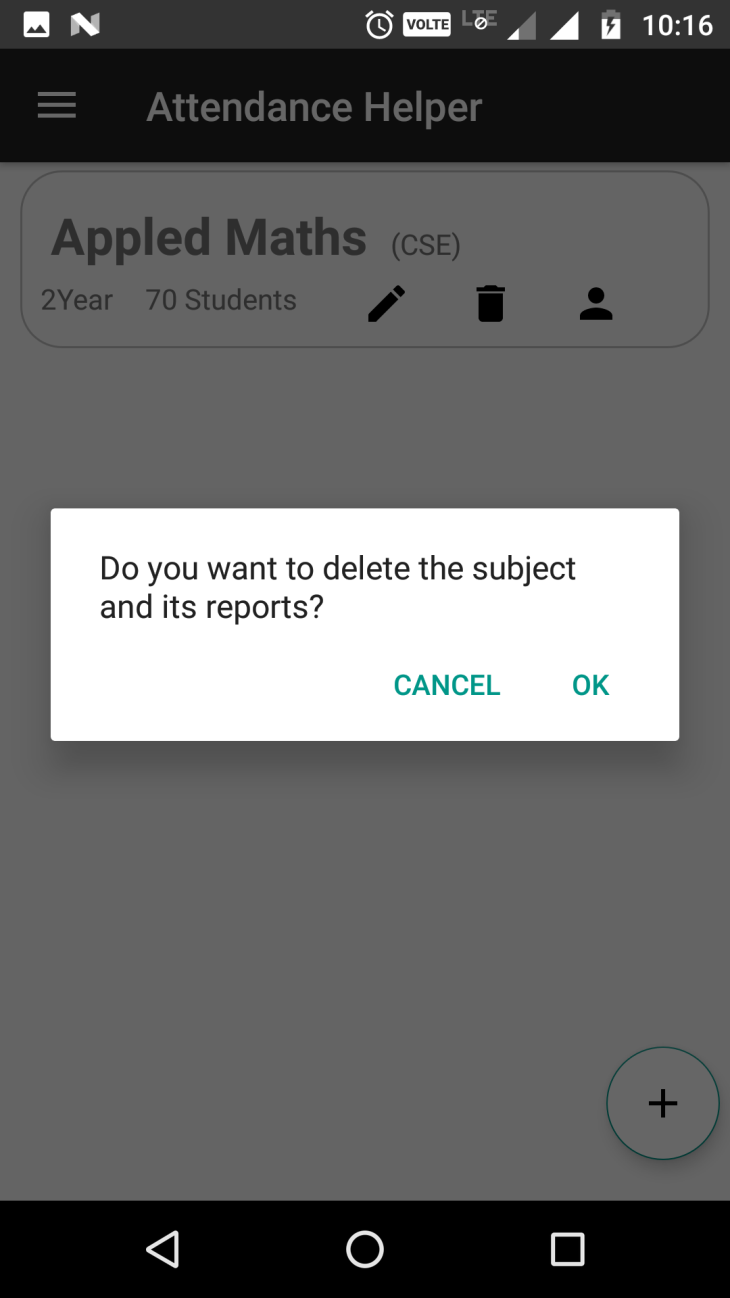 VOLTE LTE 10:16
Attendance Helper
Appled Maths (CSE)
2Year 70 Students
Do you want to delete the subject
and its reports?
CANCEL OK